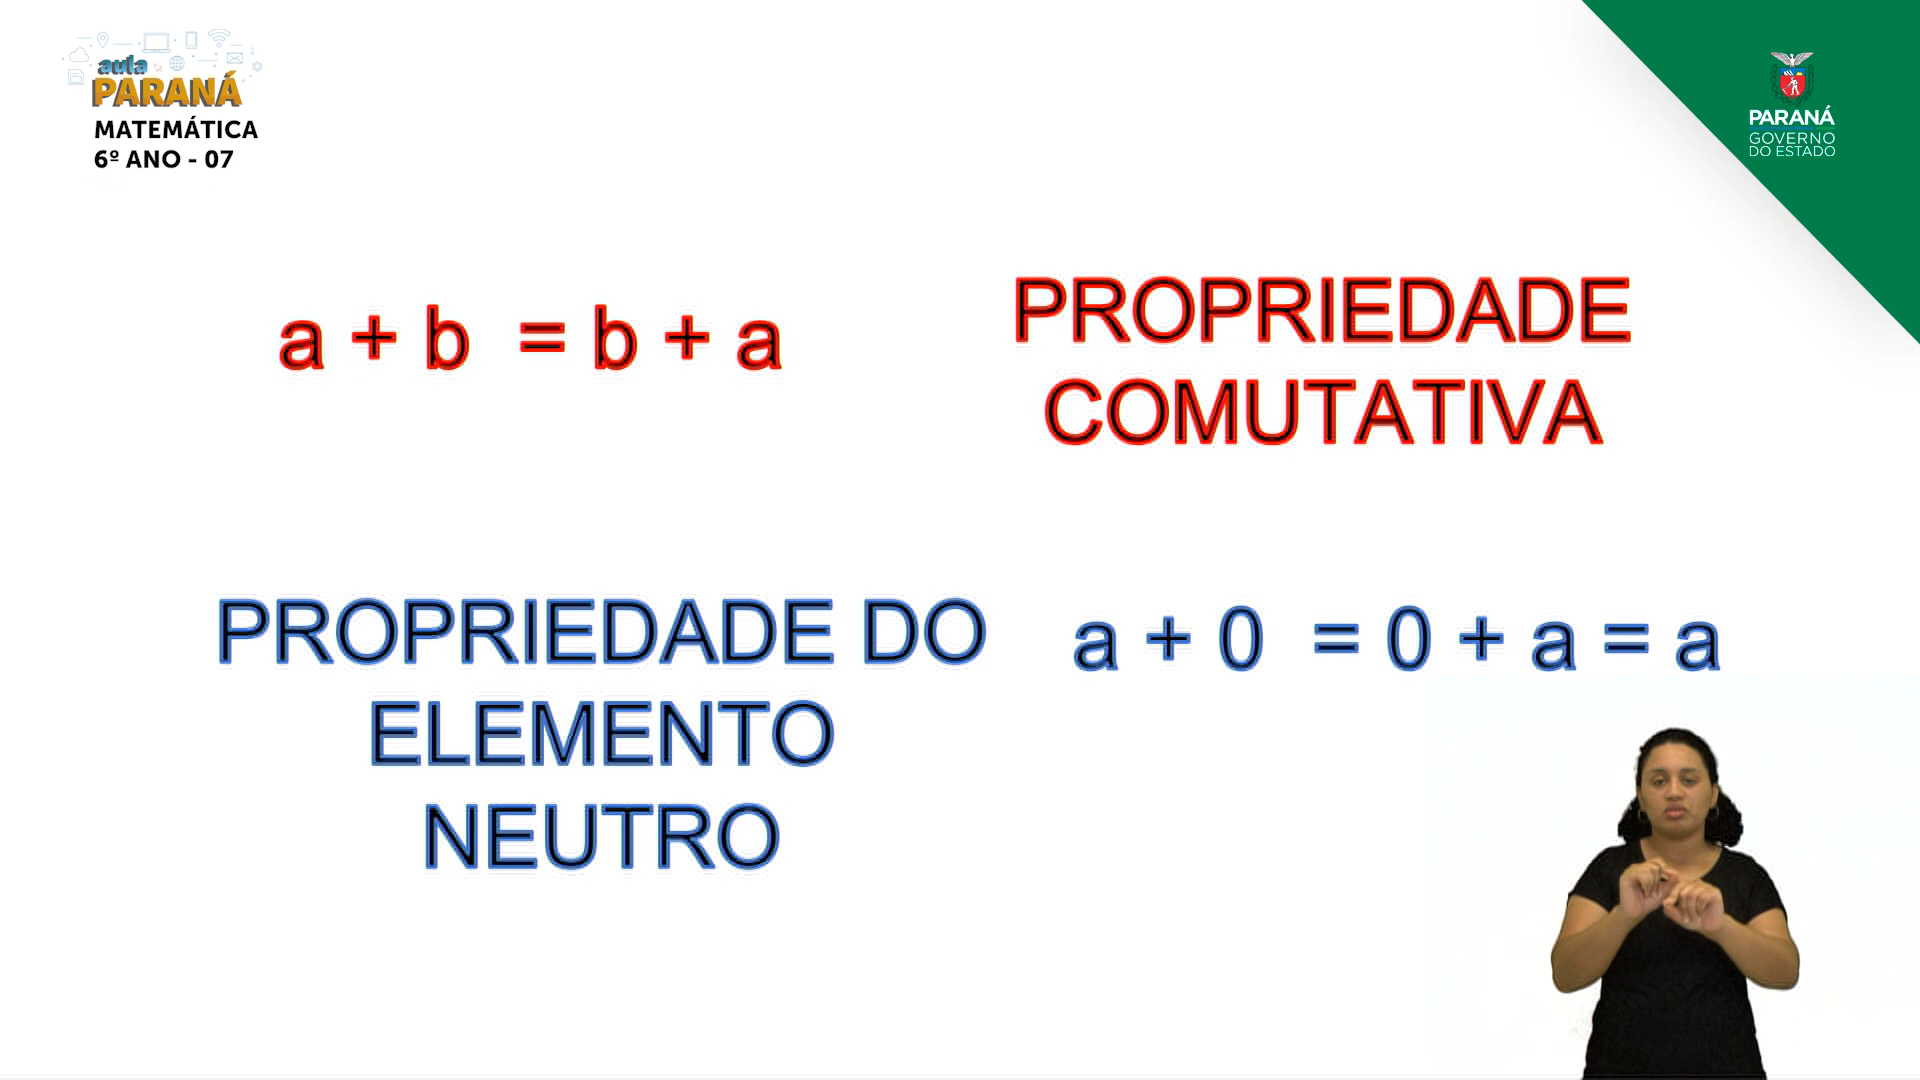 aula
PARANÁ
MATEMÁTICA
6º ANO - 07
PARANÁ
GOVERNO
DO ESTADO
a + b = b + a
PROPRIEDADE
COMUTATIVA
PROPRIEDADE DO
ELEMENTO
NEUTRO
a + 0 = 0 + a = a